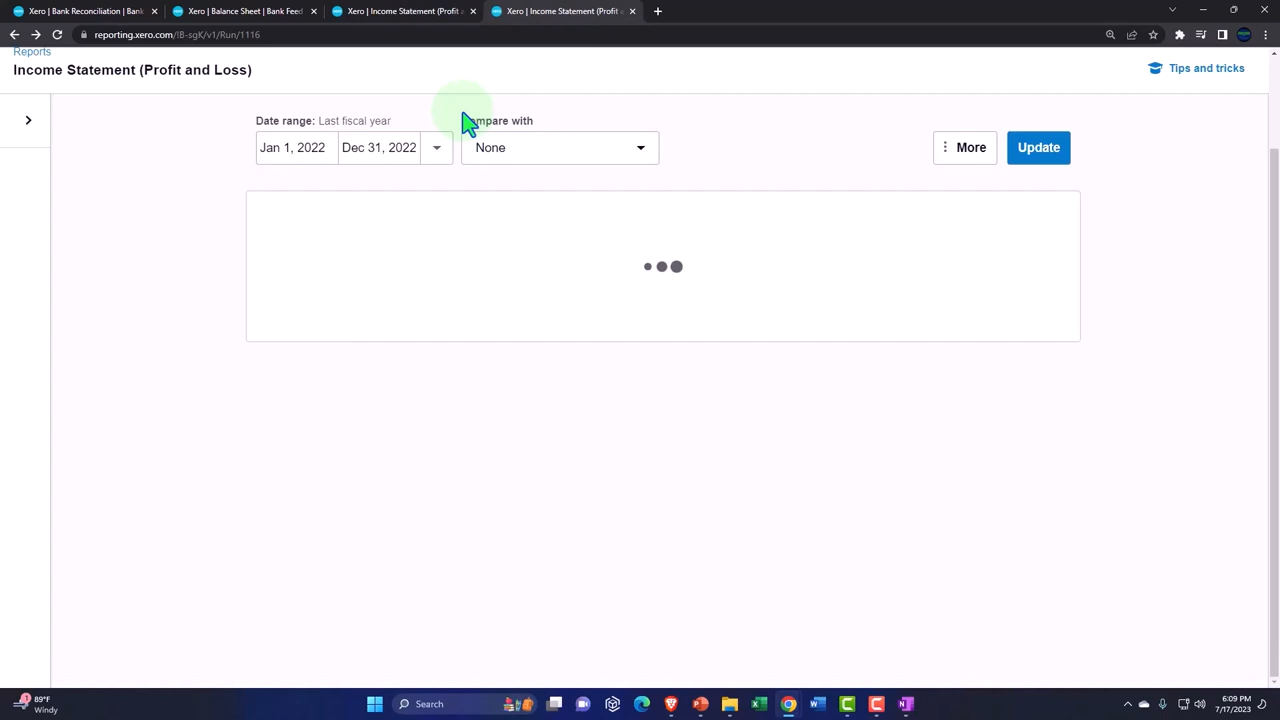 Xero | Bank Reconciliation | Bank
Xero | Balance Sheet | Bank Feed
Xero | Income Statement (Profit a
Xero | Income Statement (Profit a
reporting.xero.com/!B-sgK/v1/Run/1116
Reports
Income Statement (Profit and Loss)
Tips and tricks
Date range: Last fiscal year
mpare with
Jan 1, 2022
Dec 31, 2022
None
More
Update
1
89°F
Windy
Search
6:09 PM
7/17/2023